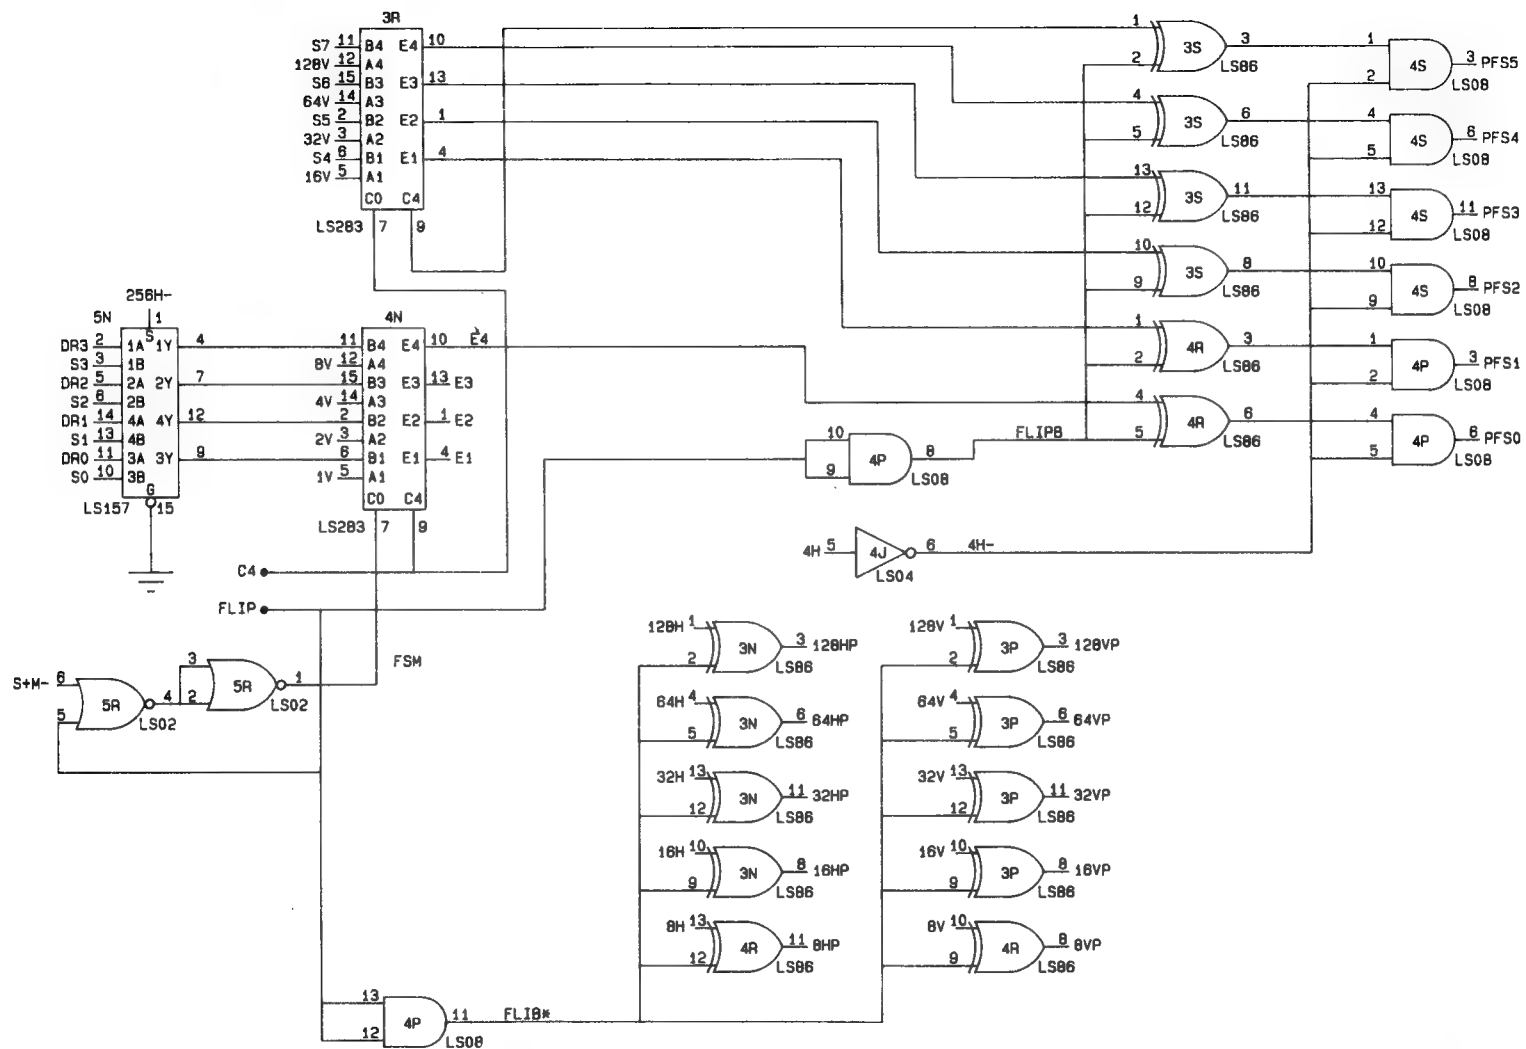 3R
S7 11 B4 E4 10
128V 12 A4
S6 15 B3 E3 13
64V 14 A3
S5 2 B2 E2 1
32V 3 A2
S4 6 B1 E1 4
16V 5 A1
C0 C4
LS283 7 9
1 3S 3
2 LS86
1 4S 3 PFS5
2 LS08
4 3S 6
5 LS86
4 4S 6 PFS4
5 LS08
13 3S 11
12 LS86
13 4S 11 PFS3
12 LS08
10 3S 8
9 LS86
10 4S 8 PFS2
9 LS08
1 4R 3
2 LS86
1 4P 3 PFS1
2 LS08
4 4R 6
5 LS86
4 4P 6 PFS0
5 LS08
256H-
5N 1
S
DR3 2 1A 1Y 4
S3 3 1B
DR2 5 2A 2Y 7
S2 6 2B
DR1 14 4A 4Y 12
S1 13 4B
DR0 11 3A 3Y 9
S0 10 3B
G
LS157 15
4N
11 B4 E4 10 E4
8V 12 A4
15 B3 E3 13 E3
4V 14 A3
2 B2 E2 1 E2
2V 3 A2
6 B1 E1 4 E1
1V 5 A1
C0 C4
LS283 7 9
10 4P 8 FLIPB
9 LS08
4H 5 4J 6 4H-
LS04
C4
FLIP
S+M- 6 5R 4
5 LS02
3 5R 1
2 LS02
FSM
128H 1 3N 3 128HP
2 LS86
64H 4 3N 6 64HP
5 LS86
32H 13 3N 11 32HP
12 LS86
16H 10 3N 8 16HP
9 LS86
8H 13 4R 11 8HP
12 LS86
128V 1 3P 3 128VP
2 LS86
64V 4 3P 6 64VP
5 LS86
32V 13 3P 11 32VP
12 LS86
16V 10 3P 8 16VP
9 LS86
8V 10 4R 8 8VP
9 LS86
13 4P 11 FLIB*
12 LS08